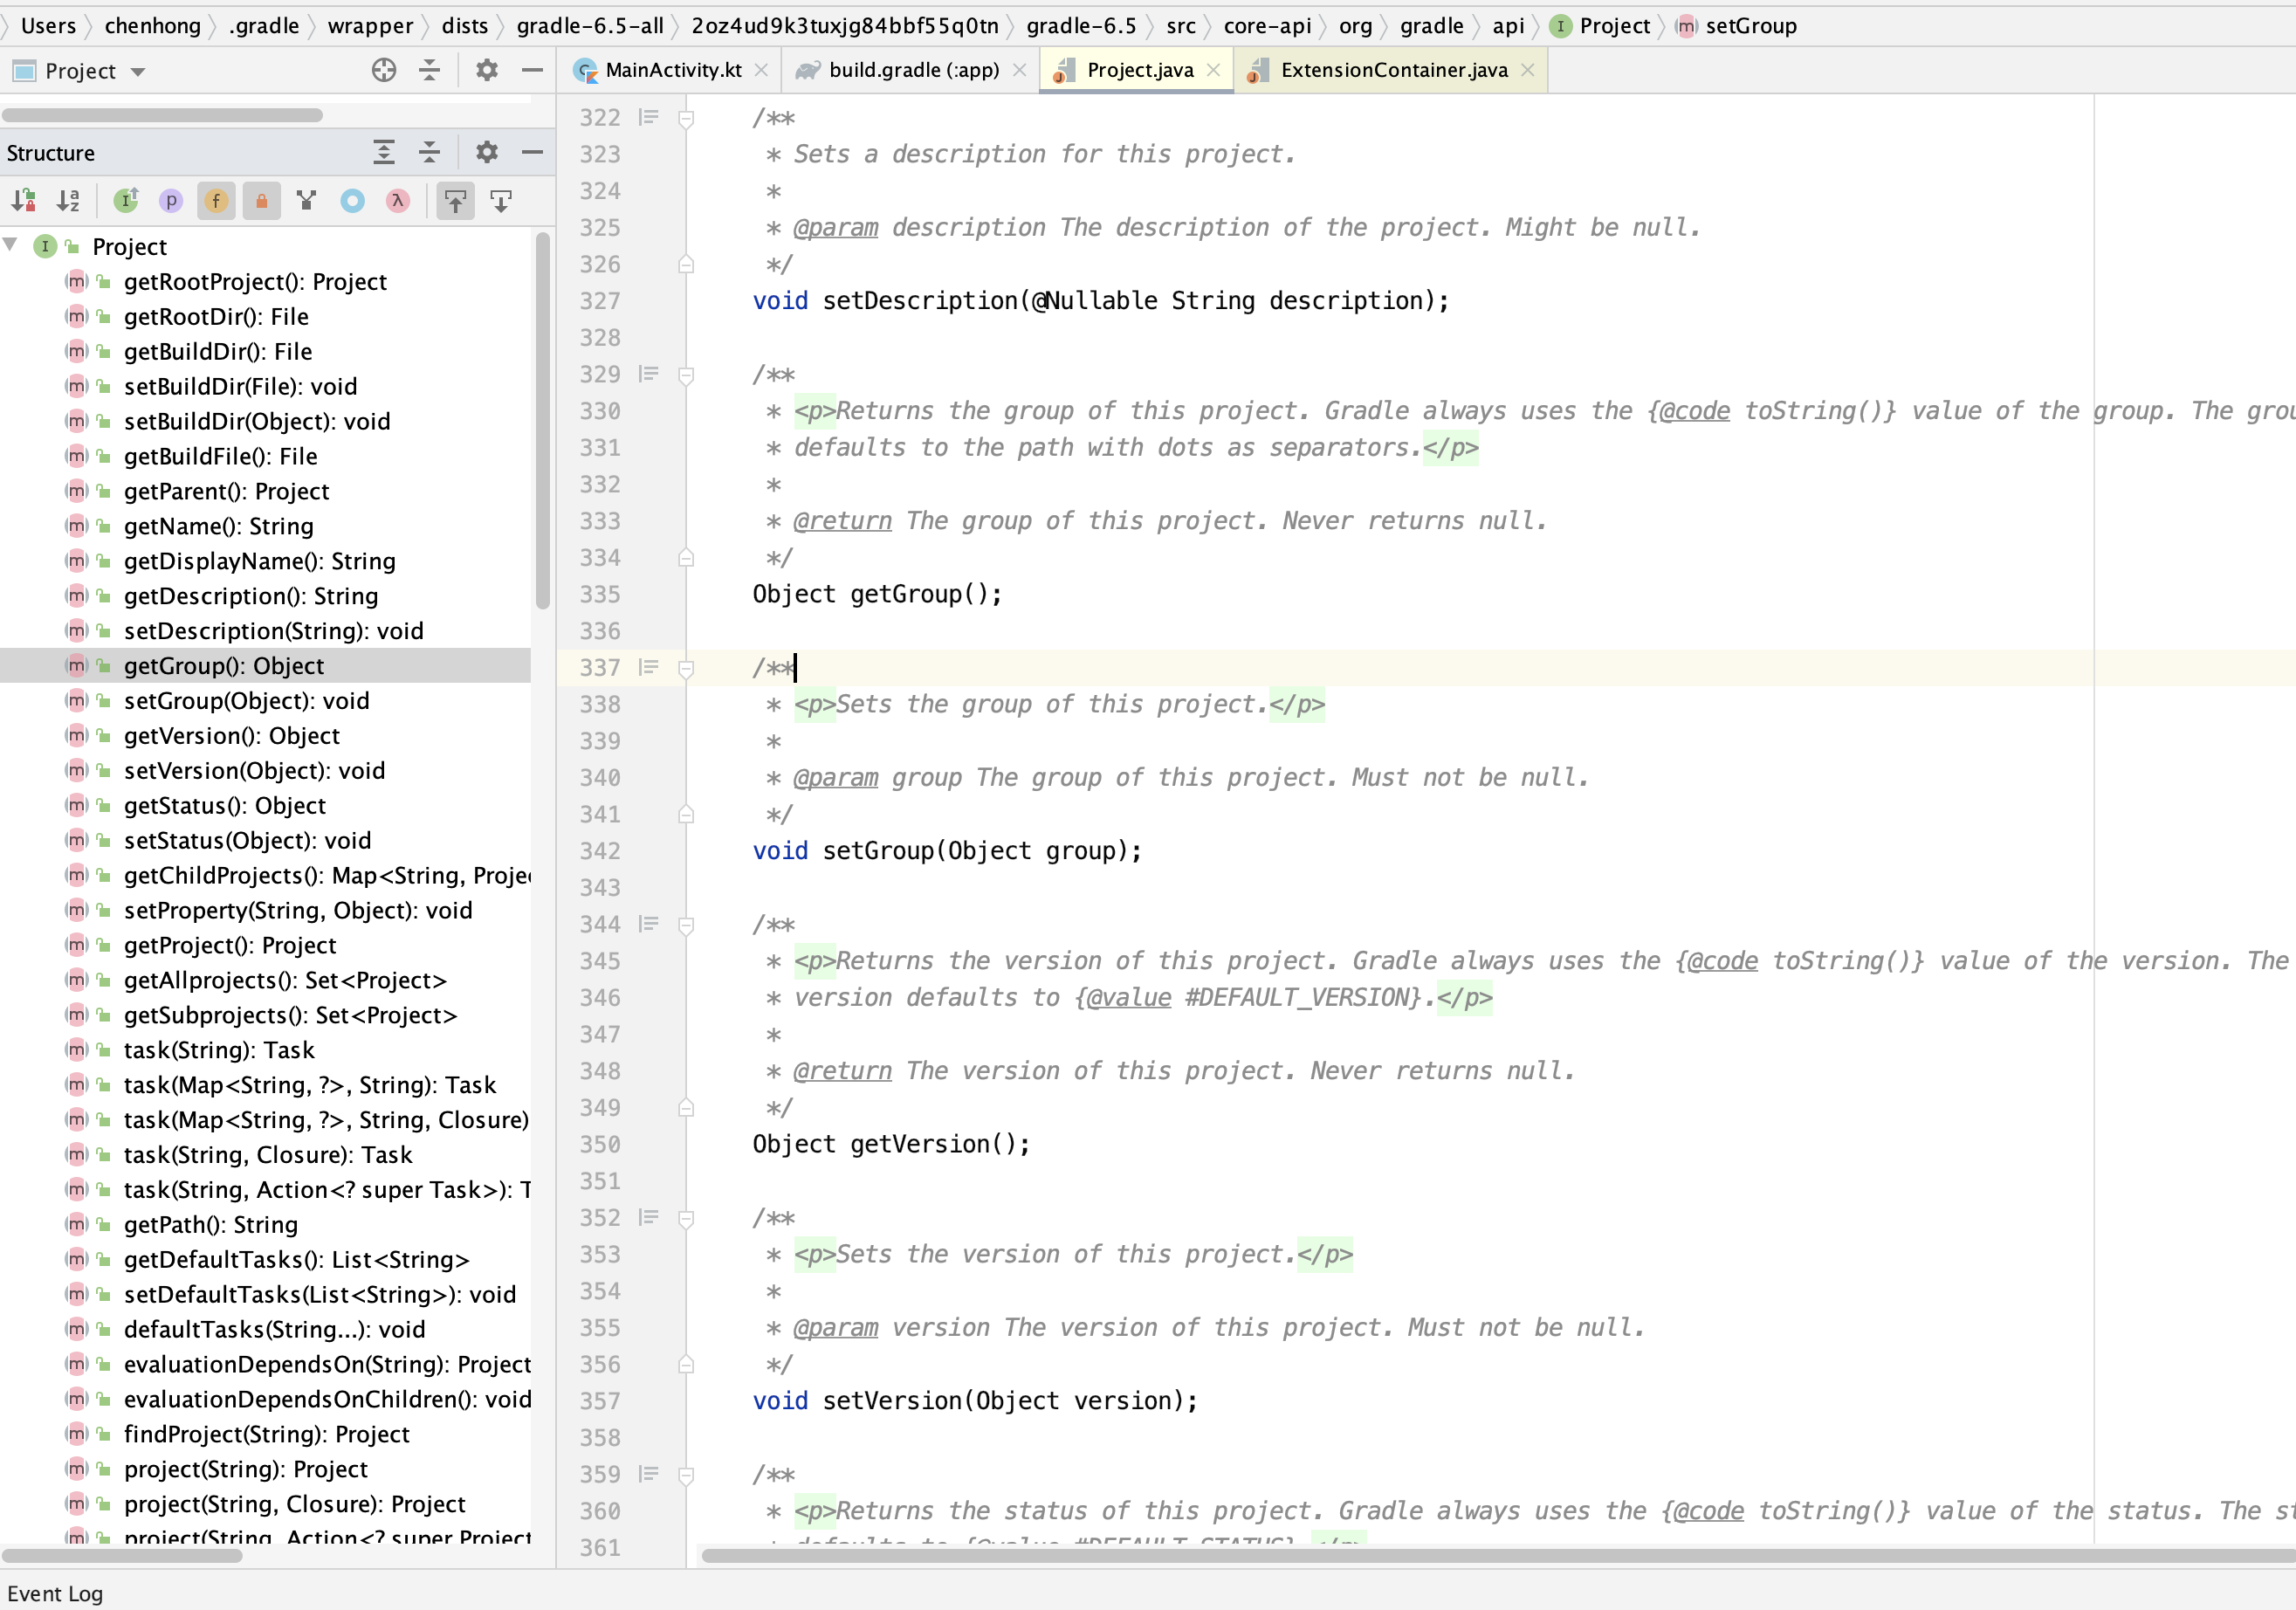 Users chenhong .gradle wrapper dists gradle-6.5-all 2oz4ud9k3tuxjg84bbf55q0tn gradle-6.5 src core-api org gradle api Project setGroup
Project MainActivity.kt build.gradle (:app) Project.java ExtensionContainer.java
Structure
Project
getRootProject(): Project
getRootDir(): File
getBuildDir(): File
setBuildDir(File): void
setBuildDir(Object): void
getBuildFile(): File
getParent(): Project
getName(): String
getDisplayName(): String
getDescription(): String
setDescription(String): void
getGroup(): Object
setGroup(Object): void
getVersion(): Object
setVersion(Object): void
getStatus(): Object
setStatus(Object): void
getChildProjects(): Map<String, Projec
setProperty(String, Object): void
getProject(): Project
getAllprojects(): Set<Project>
getSubprojects(): Set<Project>
task(String): Task
task(Map<String, ?>, String): Task
task(Map<String, ?>, String, Closure)
task(String, Closure): Task
task(String, Action<? super Task>): T
getPath(): String
getDefaultTasks(): List<String>
setDefaultTasks(List<String>): void
defaultTasks(String...): void
evaluationDependsOn(String): Project
evaluationDependsOnChildren(): void
findProject(String): Project
project(String): Project
project(String, Closure): Project
project(String, Action<? super Project
322 /**
323 * Sets a description for this project.
324 *
325 * @param description The description of the project. Might be null.
326 */
327 void setDescription(@Nullable String description);
328
329 /**
330 * <p>Returns the group of this project. Gradle always uses the {@code toString()} value of the group. The grou
331 * defaults to the path with dots as separators.</p>
332 *
333 * @return The group of this project. Never returns null.
334 */
335 Object getGroup();
336
337 /**
338 * <p>Sets the group of this project.</p>
339 *
340 * @param group The group of this project. Must not be null.
341 */
342 void setGroup(Object group);
343
344 /**
345 * <p>Returns the version of this project. Gradle always uses the {@code toString()} value of the version. The
346 * version defaults to {@value #DEFAULT_VERSION}.</p>
347 *
348 * @return The version of this project. Never returns null.
349 */
350 Object getVersion();
351
352 /**
353 * <p>Sets the version of this project.</p>
354 *
355 * @param version The version of this project. Must not be null.
356 */
357 void setVersion(Object version);
358
359 /**
360 * <p>Returns the status of this project. Gradle always uses the {@code toString()} value of the status. The st
361 * defaults to {@value #DEFAULT_STATUS}.</p>
Event Log